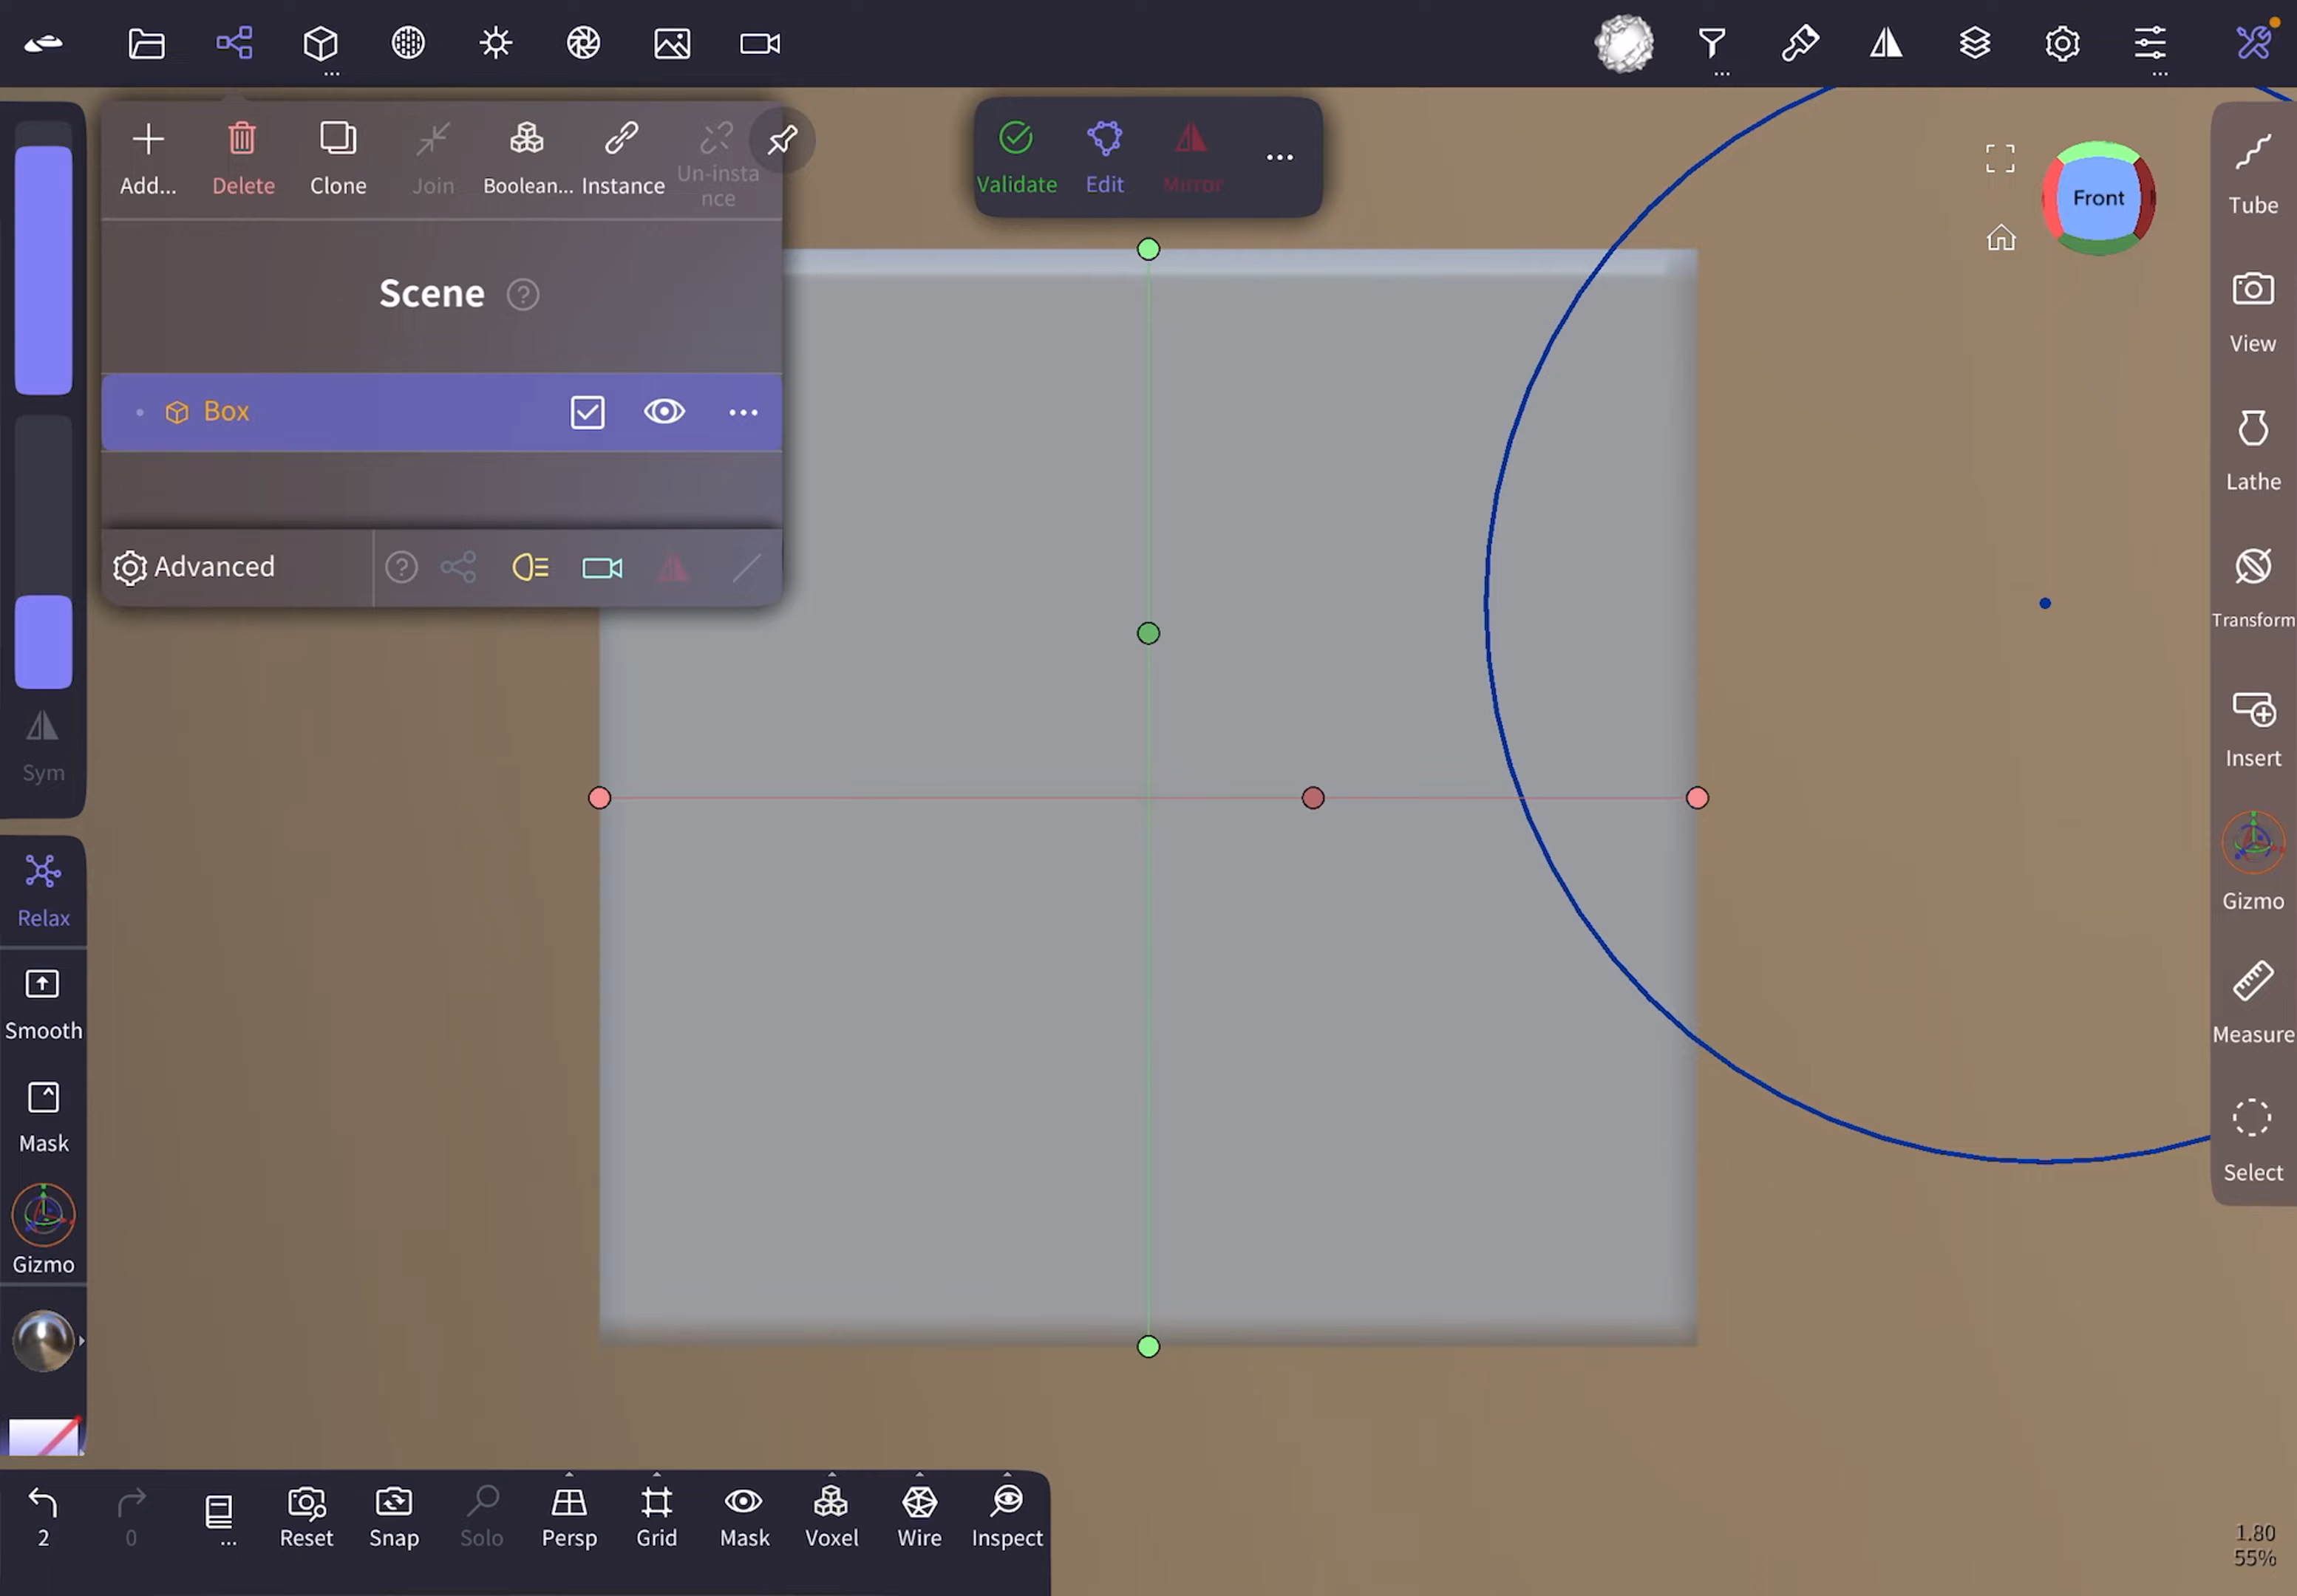 Add...
Delete
Clone
Join
Boolean...
Instance
Un-insta
nce
Validate
Edit
Mirror
...
Front
Tube
Scene ?
View
Box
Lathe
Advanced
?
Transform
Sym
Insert
Relax
Gizmo
Smooth
Measure
Mask
Select
Gizmo
2
0
...
Reset
Snap
Solo
Persp
Grid
Mask
Voxel
Wire
Inspect
1.80
55%